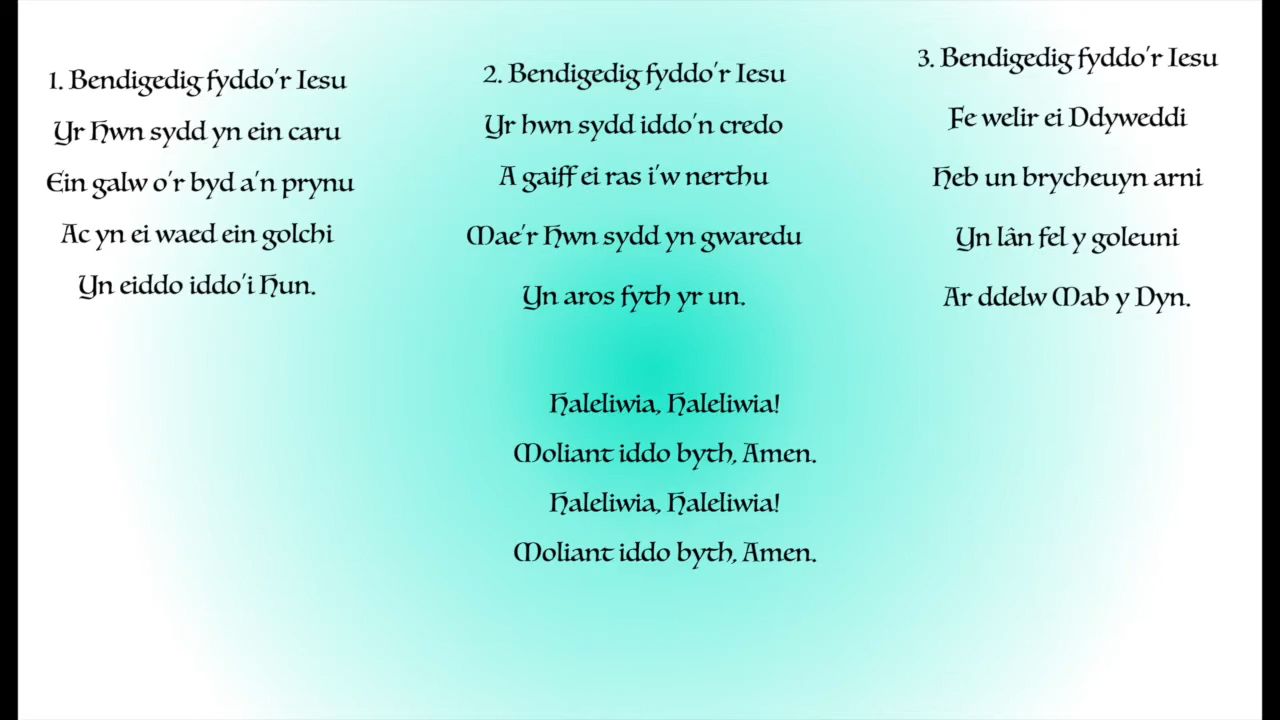 1. Bendigedig fyddo'r Iesu
Yr Hwn sydd yn ein caru
Ein galw o'r byd a'n prynu
Ac yn ei waed ein golchi
Yn eiddo iddo'i Hun.
2. Bendigedig fyddo'r Iesu
Yr hwn sydd iddo'n credo
A gaiff ei ras i'w nerthu
Mae'r Hwn sydd yn gwaredu
Yn aros fyth yr un.
3. Bendigedig fyddo'r Iesu
Fe welir ei Ddyweddi
Heb un brycheuyn arni
Yn lân fel y goleuni
Ar ddelw Mab y Dyn.
Haleliwia, Haleliwia!
Moliant iddo byth, Amen.
Haleliwia, Haleliwia!
Moliant iddo byth, Amen.